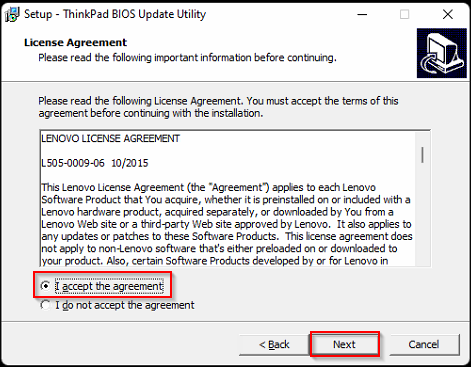 Setup - ThinkPad BIOS Update Utility
License Agreement
Please read the following important information before continuing.
Please read the following License Agreement. You must accept the terms of this
agreement before continuing with the installation.
LENOVO LICENSE AGREEMENT
L505-0009-06 10/2015
This Lenovo License Agreement (the "Agreement") applies to each Lenovo
Software Product that You acquire, whether it is preinstalled on or included with a
Lenovo hardware product, acquired separately, or downloaded by You from a
Lenovo Web site or a third-party Web site approved by Lenovo. It also applies to
any updates or patches to these Software Products. This license agreement does
not apply to non-Lenovo software that's either preloaded on or downloaded to
your product. Also, certain Software Products developed by or for Lenovo in
I accept the agreement
I do not accept the agreement
< Back Next Cancel